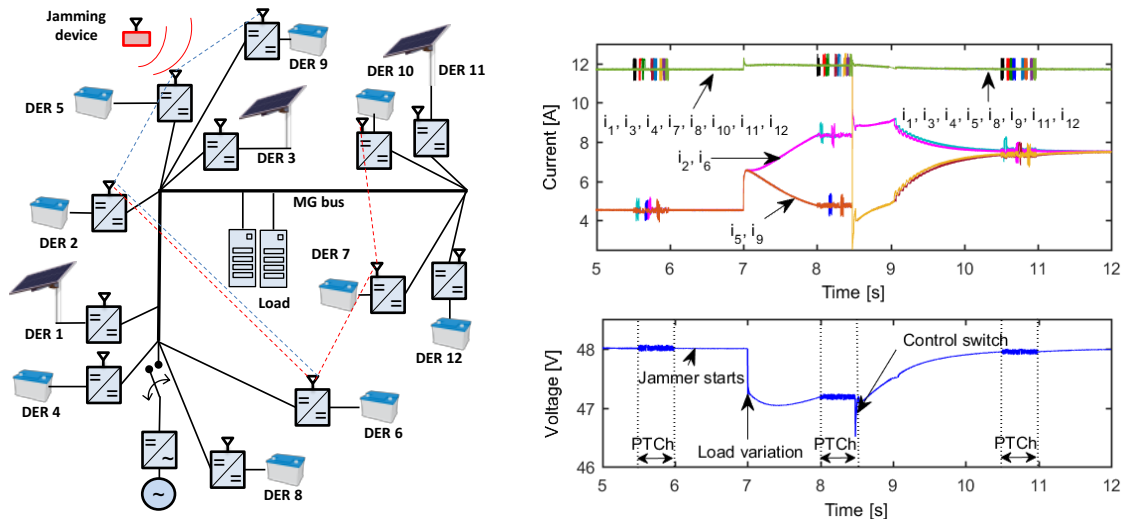 Jamming
device
DER 9
DER 10
DER 11
DER 5
DER 3
MG bus
DER 2
DER 7
Load
DER 1
DER 12
DER 4
DER 6
DER 8
~
~
Current [A]
12
10
8
6
4
i1, i3, i4, i7, i8, i10, i11, i12
i1, i3, i4, i5, i8, i9, i11, i12
i2, i6
i5, i9
5 6 7 8 9 10 11 12
Time [s]
Voltage [V]
48
47
46
Control switch
Jammer starts
PTCh
Load variation
PTCh
PTCh
5 6 7 8 9 10 11 12
Time [s]